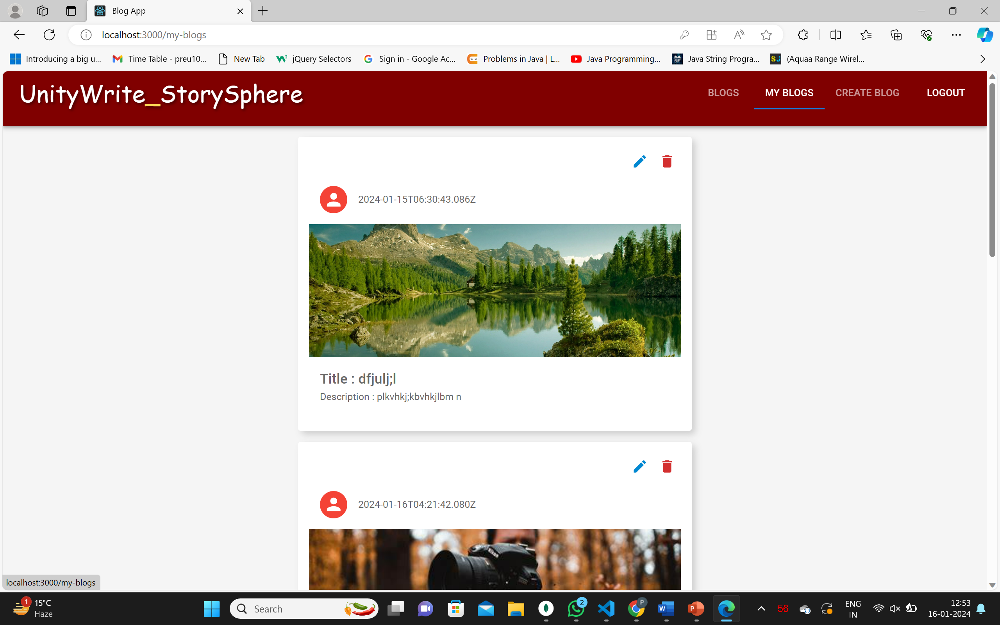 Blog App
localhost:3000/my-blogs
Introducing a big u... Time Table - preu10... New Tab jQuery Selectors Sign in - Google Ac... Problems in Java | L... Java Programming... Java String Progra... (Aquaa Range Wirel...
UnityWrite_StorySphere BLOGS MY BLOGS CREATE BLOG LOGOUT
2024-01-15T06:30:43.086Z
Title : dfjulj;l
Description : plkvhkj;kbvhkjlbm n
2024-01-16T04:21:42.080Z
localhost:3000/my-blogs
1 15°C
Haze
Search
2
P
56
ENG
IN
12:53
16-01-2024